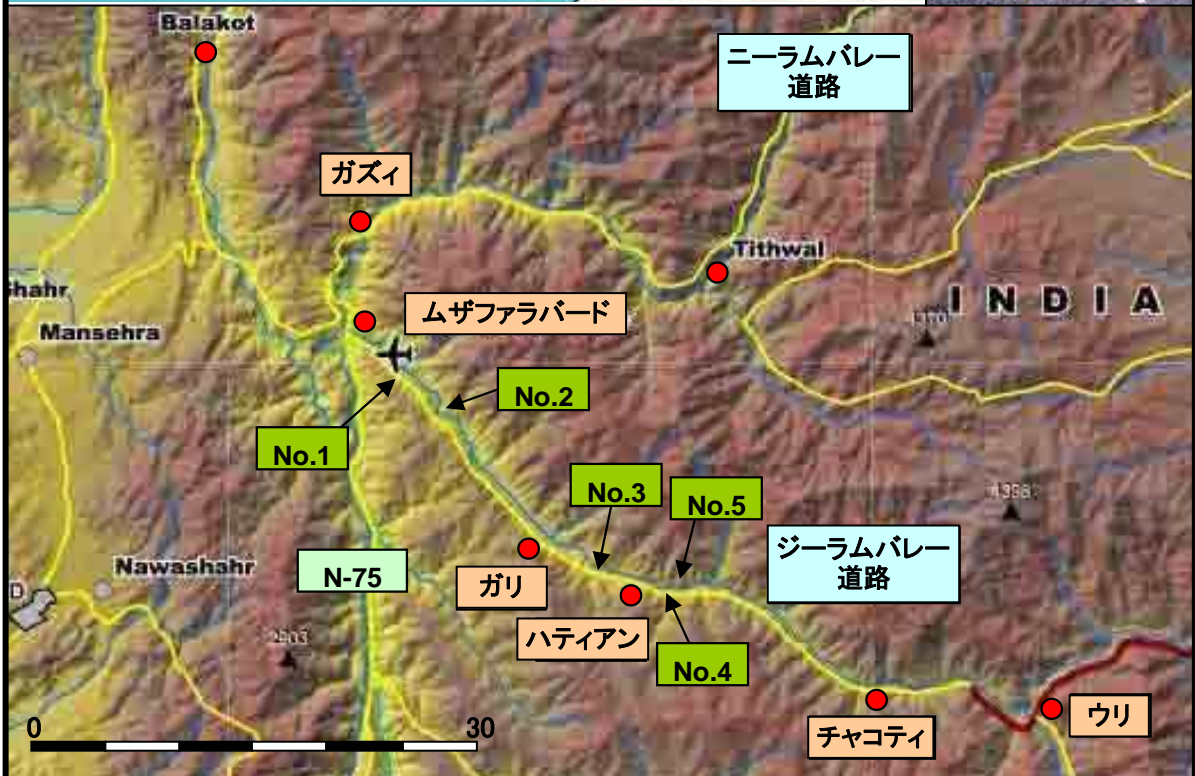 Balakot
ニーラムバレー
道路
ガズィ
Tithwal
INDIA
shahr
ムザファラバード
Mansehra
No.2
No.1
No.3
No.5
ジーラムバレー
道路
Nawashahr
N-75
ガリ
D
ハティアン
No.4
ウリ
チャコティ
0
30